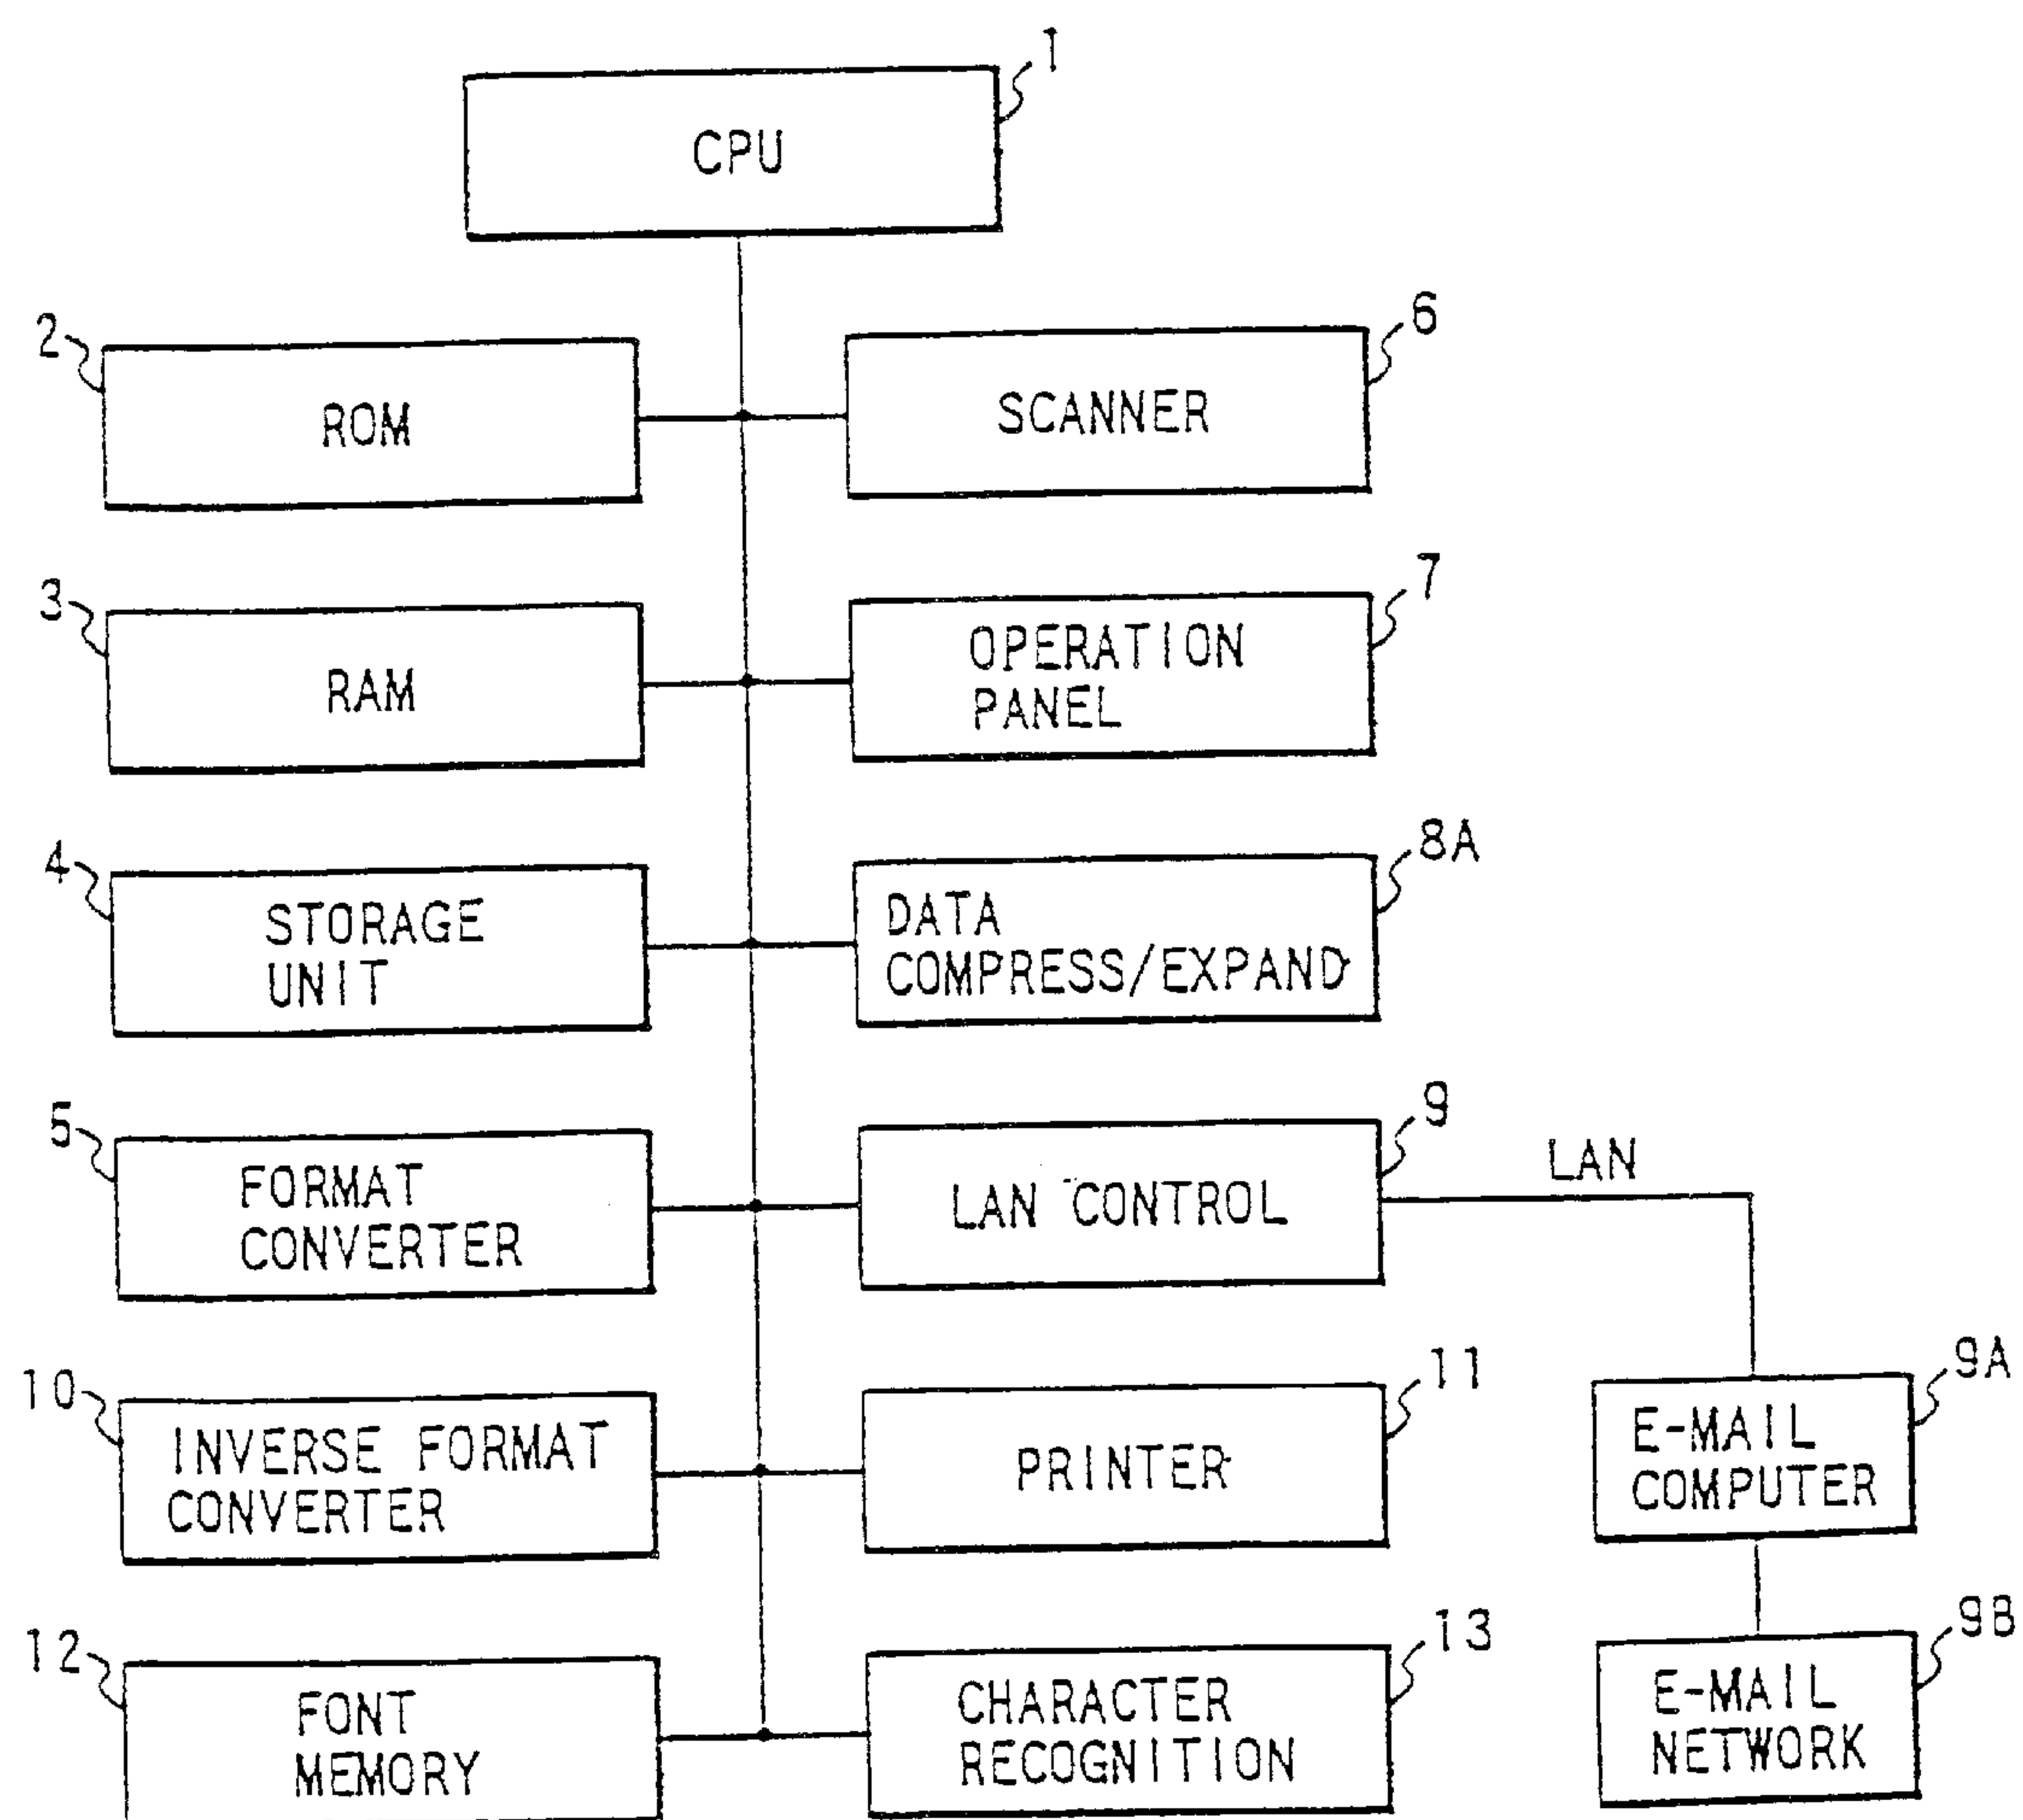 1
CPU
2
ROM
6
SCANNER
3
RAM
7
OPERATION
PANEL
4
STORAGE
UNIT
8A
DATA
COMPRESS/EXPAND
5
FORMAT
CONVERTER
9
LAN CONTROL
LAN
10
INVERSE FORMAT
CONVERTER
11
PRINTER
9A
E-MAIL
COMPUTER
12
FONT
MEMORY
13
CHARACTER
RECOGNITION
9B
E-MAIL
NETWORK